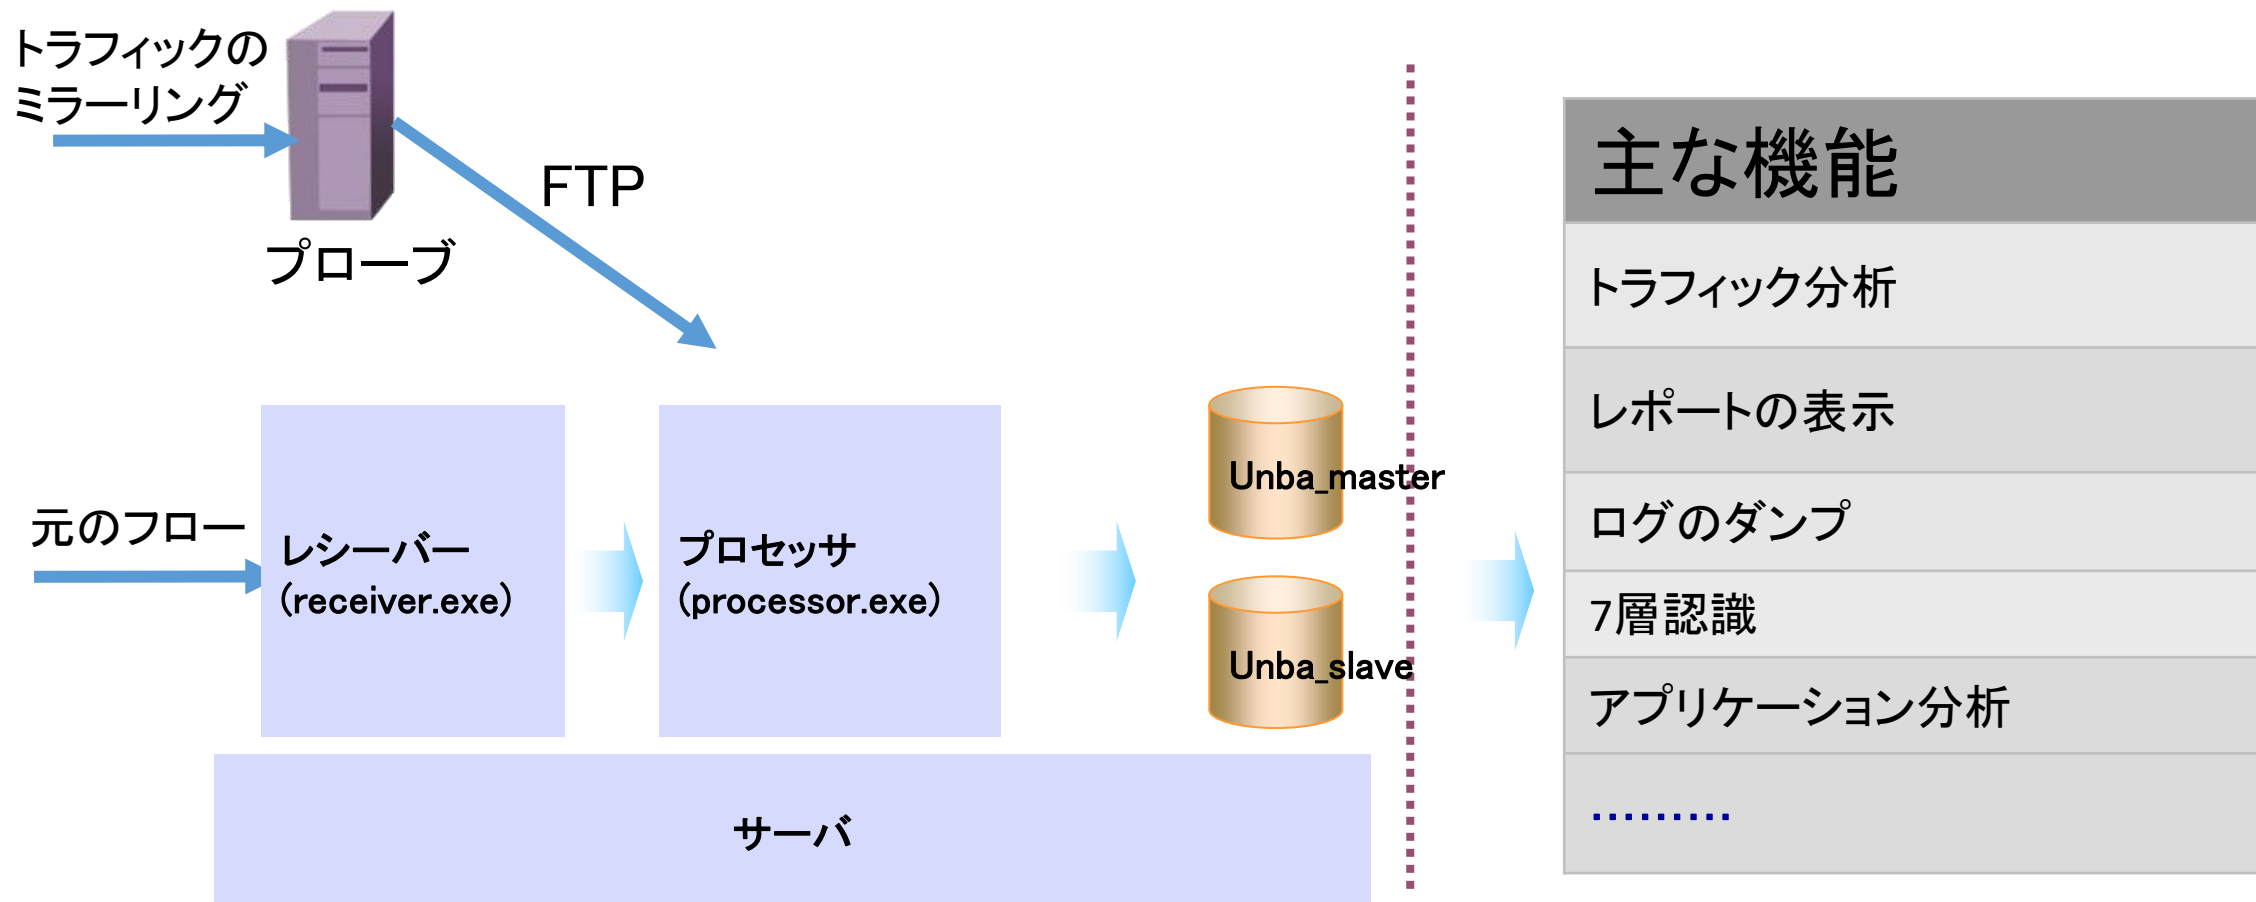 トラフィックの
ミラーリング
プローブ
FTP
元のフロー
レシーバー
(receiver.exe)
プロセッサ
(processor.exe)
Unba_master
Unba_slave
サーバ
主な機能
トラフィック分析
レポートの表示
ログのダンプ
7層認識
アプリケーション分析
………